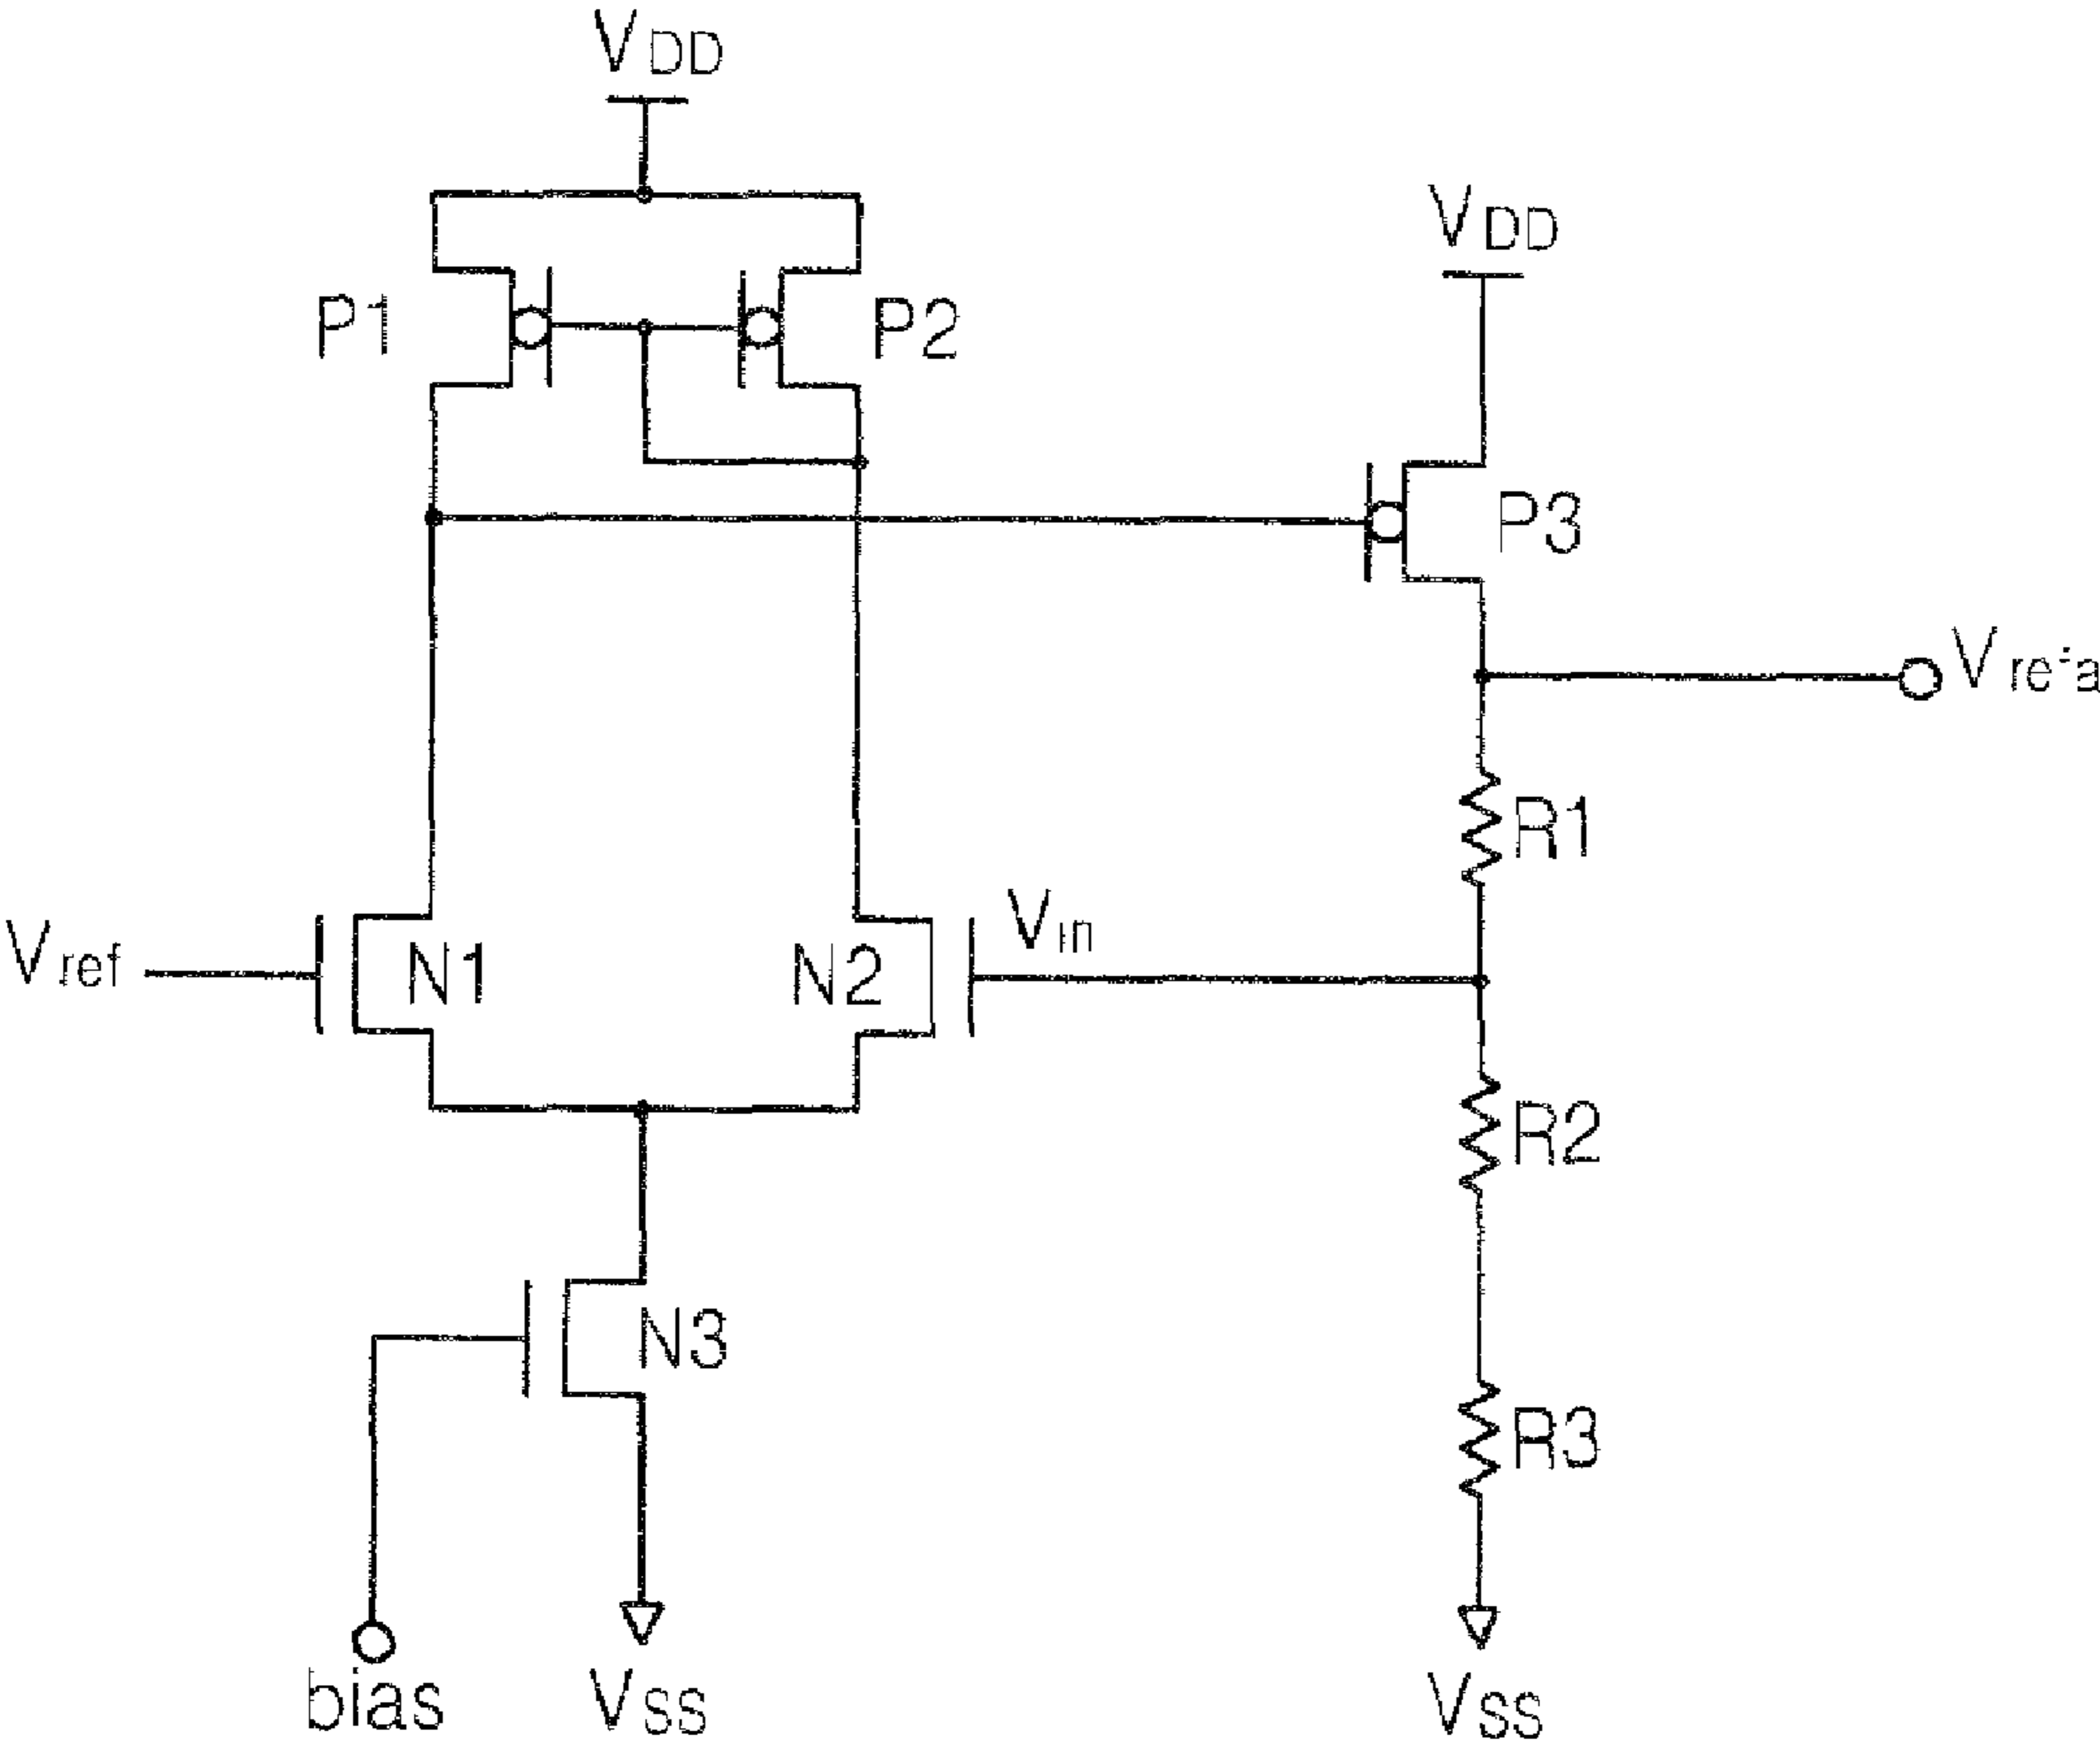 VDD
VDD
P1
P2
P3
Vrefa
R1
Vin
Vref
N1
N2
R2
N3
R3
bias
VSS
VSS